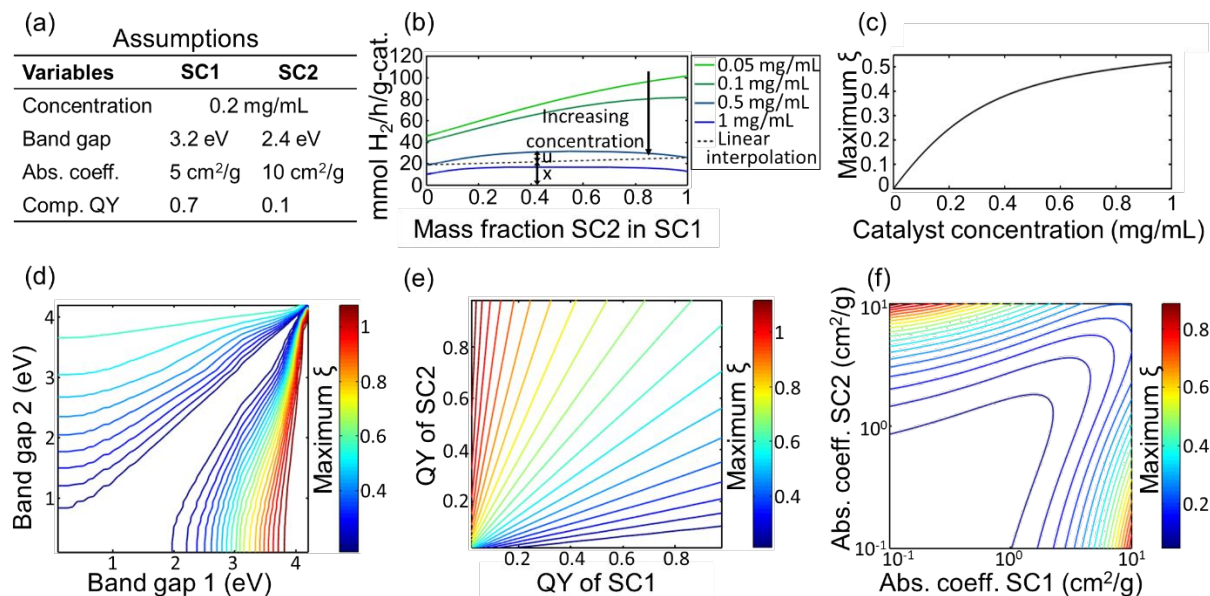 (a)
Assumptions
Variables SC1 SC2
Concentration 0.2 mg/mL
Band gap 3.2 eV 2.4 eV
Abs. coeff. 5 cm²/g 10 cm²/g
Comp. QY 0.7 0.1
(b)
mmol H₂/h/g-cat.
120
100
80
60
40
20
0
0 0.2 0.4 0.6 0.8 1
Mass fraction SC2 in SC1
Increasing
concentration
u
x
0.05 mg/mL
0.1 mg/mL
0.5 mg/mL
1 mg/mL
Linear
interpolation
(c)
Maximum ξ
0.5
0.4
0.3
0.2
0.1
0
0 0.2 0.4 0.6 0.8 1
Catalyst concentration (mg/mL)
(d)
Band gap 2 (eV)
4
3
2
1
1 2 3 4
Band gap 1 (eV)
1
0.8
0.6
0.4
Maximum ξ
(e)
QY of SC2
0.8
0.6
0.4
0.2
0.2 0.4 0.6 0.8
QY of SC1
1
0.8
0.6
0.4
Maximum ξ
(f)
Abs. coeff. SC2 (cm²/g)
10¹
10⁰
10⁻¹
10⁻¹ 10⁰ 10¹
Abs. coeff. SC1 (cm²/g)
0.8
0.6
0.4
0.2
Maximum ξ